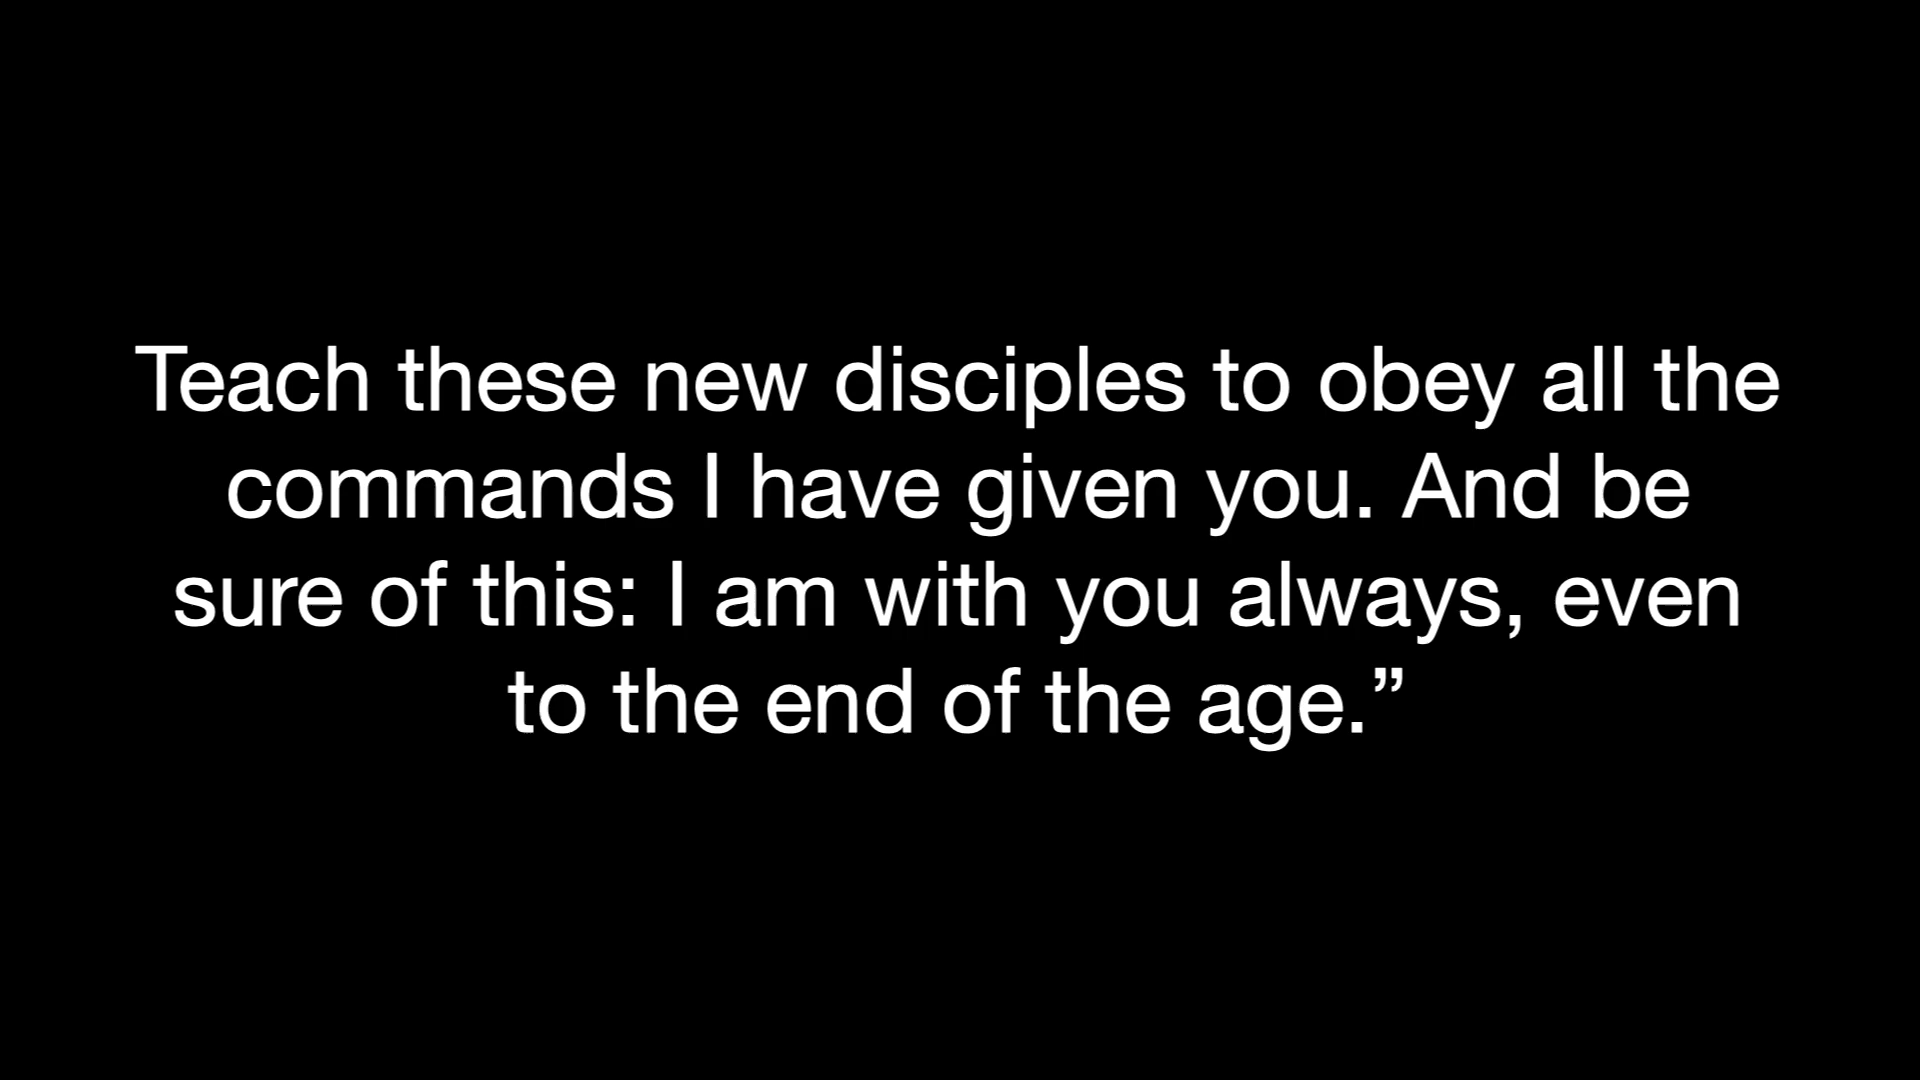 Teach these new disciples to obey all the
commands I have given you. And be
sure of this: I am with you always, even
to the end of the age.”